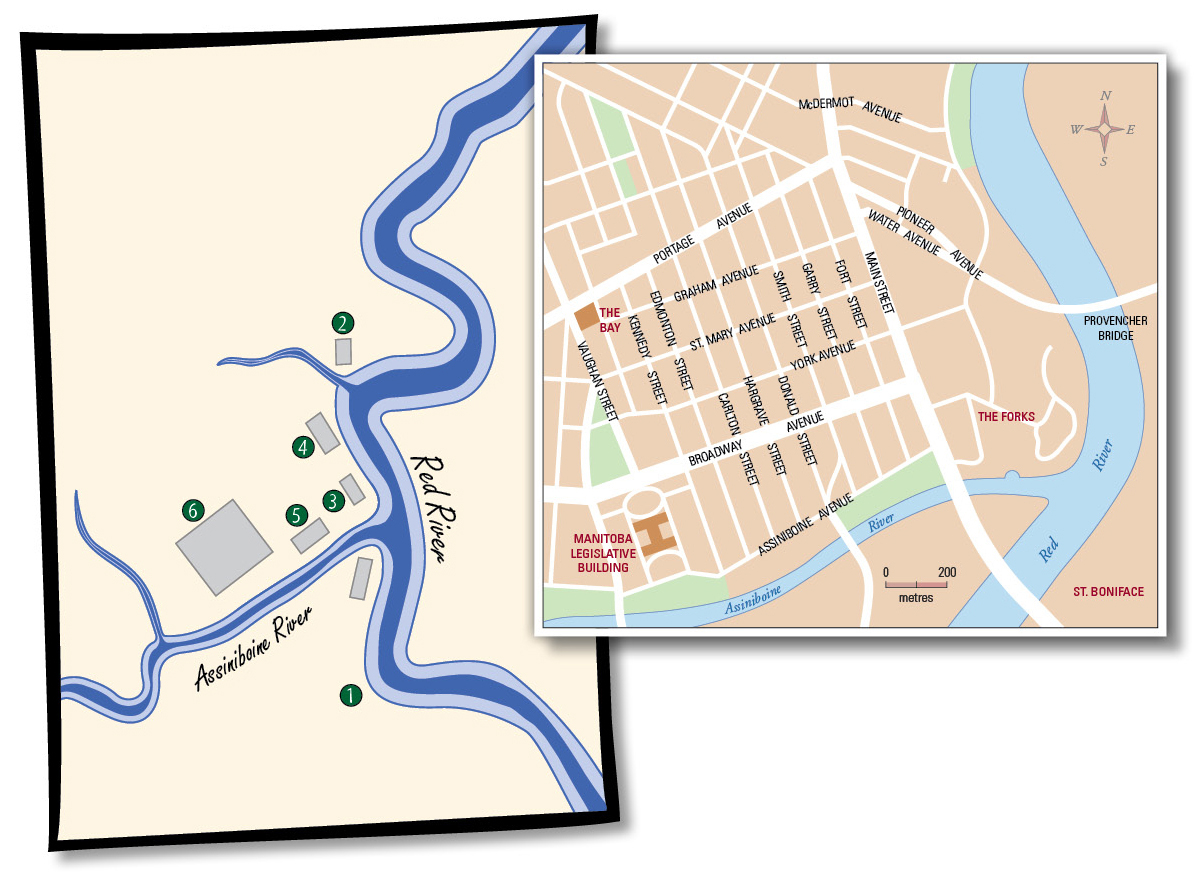 2
4
3
5
6
Red River
Assiniboine River
1
McDERMOT AVENUE
N
W E
S
PIONEER AVENUE
WATER AVENUE
PORTAGE AVENUE
GRAHAM AVENUE
ST. MARY AVENUE
YORK AVENUE
BROADWAY AVENUE
ASSINIBOINE AVENUE
MAIN STREET
FORT STREET
GARRY STREET
SMITH STREET
DONALD STREET
HARGRAVE STREET
CARLTON STREET
EDMONTON STREET
KENNEDY STREET
VAUGHAN STREET
THE
BAY
PROVENCHER
BRIDGE
THE FORKS
MANITOBA
LEGISLATIVE
BUILDING
Assiniboine River
Red River
0 200
metres
ST. BONIFACE